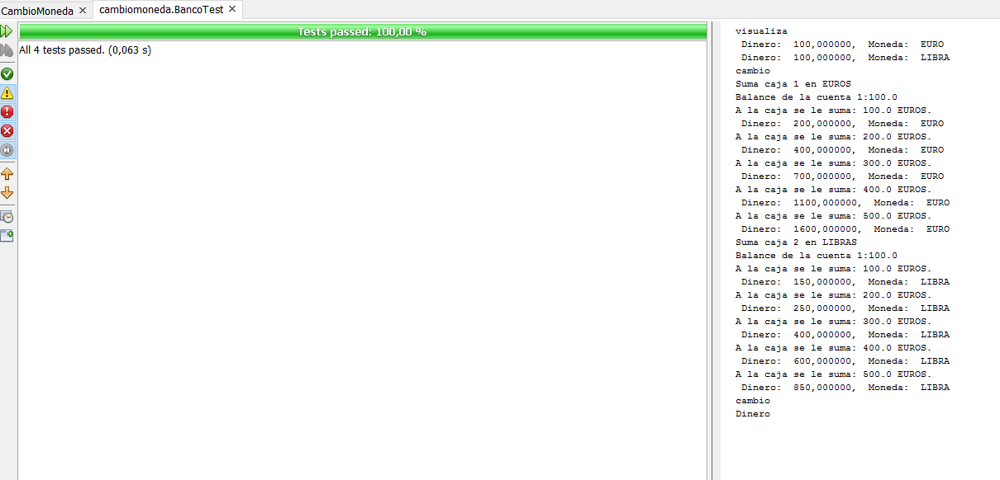 CambioMoneda ×
cambiomoneda.BancoTest ×
Tests passed: 100,00 %
All 4 tests passed. (0,063 s)
visualiza
Dinero: 100,000000, Moneda: EURO
Dinero: 100,000000, Moneda: LIBRA
cambio
Suma caja 1 en EUROS
Balance de la cuenta 1:100.0
A la caja se le suma: 100.0 EUROS.
Dinero: 200,000000, Moneda: EURO
A la caja se le suma: 200.0 EUROS.
Dinero: 400,000000, Moneda: EURO
A la caja se le suma: 300.0 EUROS.
Dinero: 700,000000, Moneda: EURO
A la caja se le suma: 400.0 EUROS.
Dinero: 1100,000000, Moneda: EURO
A la caja se le suma: 500.0 EUROS.
Dinero: 1600,000000, Moneda: EURO
Suma caja 2 en LIBRAS
Balance de la cuenta 1:100.0
A la caja se le suma: 100.0 EUROS.
Dinero: 150,000000, Moneda: LIBRA
A la caja se le suma: 200.0 EUROS.
Dinero: 250,000000, Moneda: LIBRA
A la caja se le suma: 300.0 EUROS.
Dinero: 400,000000, Moneda: LIBRA
A la caja se le suma: 400.0 EUROS.
Dinero: 600,000000, Moneda: LIBRA
A la caja se le suma: 500.0 EUROS.
Dinero: 850,000000, Moneda: LIBRA
cambio
Dinero